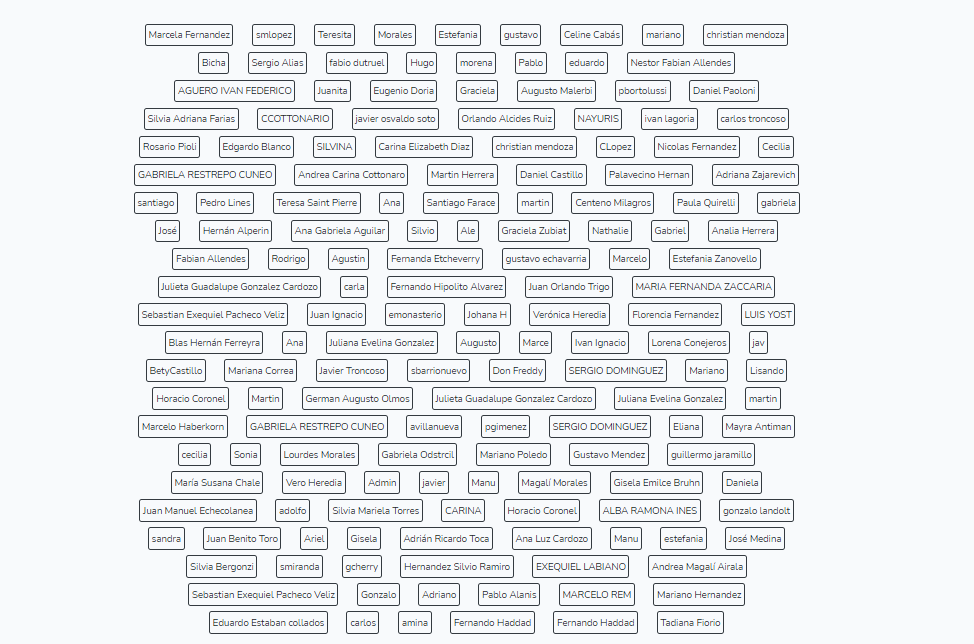 Marcela Fernandez smlopez Teresita Morales Estefania gustavo Celine Cabás mariano christian mendoza
Bicha Sergio Alias fabio dutruel Hugo morena Pablo eduardo Nestor Fabian Allendes
AGUERO IVAN FEDERICO Juanita Eugenio Doria Graciela Augusto Malerbi pbortolussi Daniel Paoloni
Silvia Adriana Farias CCOTTONARIO javier osvaldo soto Orlando Alcides Ruiz NAYURIS ivan lagoria carlos troncoso
Rosario Pioli Edgardo Blanco SILVINA Carina Elizabeth Diaz christian mendoza CLopez Nicolas Fernandez Cecilia
GABRIELA RESTREPO CUNEO Andrea Carina Cottonaro Martin Herrera Daniel Castillo Palavecino Hernan Adriana Zajarevich
santiago Pedro Lines Teresa Saint Pierre Ana Santiago Farace martin Centeno Milagros Paula Quirelli gabriela
José Hernán Alperin Ana Gabriela Aguilar Silvio Ale Graciela Zubiat Nathalie Gabriel Analia Herrera
Fabian Allendes Rodrigo Agustin Fernanda Etcheverry gustavo echavarria Marcelo Estefania Zanovello
Julieta Guadalupe Gonzalez Cardozo carla Fernando Hipolito Alvarez Juan Orlando Trigo MARIA FERNANDA ZACCARIA
Sebastian Exequiel Pacheco Veliz Juan Ignacio emonasterio Johana H Verónica Heredia Florencia Fernandez LUIS YOST
Blas Hernán Ferreyra Ana Juliana Evelina Gonzalez Augusto Marce Ivan Ignacio Lorena Conejeros jav
BetyCastillo Mariana Correa Javier Troncoso sbarrionuevo Don Freddy SERGIO DOMINGUEZ Mariano Lisando
Horacio Coronel Martin German Augusto Olmos Julieta Guadalupe Gonzalez Cardozo Juliana Evelina Gonzalez martin
Marcelo Haberkorn GABRIELA RESTREPO CUNEO avillanueva pgimenez SERGIO DOMINGUEZ Eliana Mayra Antiman
cecilia Sonia Lourdes Morales Gabriela Odstrcil Mariano Poledo Gustavo Mendez guillermo jaramillo
María Susana Chale Vero Heredia Admin javier Manu Magalí Morales Gisela Emilce Bruhn Daniela
Juan Manuel Echecolanea adolfo Silvia Mariela Torres CARINA Horacio Coronel ALBA RAMONA INES gonzalo landolt
sandra Juan Benito Toro Ariel Gisela Adrián Ricardo Toca Ana Luz Cardozo Manu estefania José Medina
Silvia Bergonzi smiranda gcherry Hernandez Silvio Ramiro EXEQUIEL LABIANO Andrea Magalí Airala
Sebastian Exequiel Pacheco Veliz Gonzalo Adriano Pablo Alanis MARCELO REM Mariano Hernandez
Eduardo Estaban collados carlos amina Fernando Haddad Fernando Haddad Tadiana Fiorio